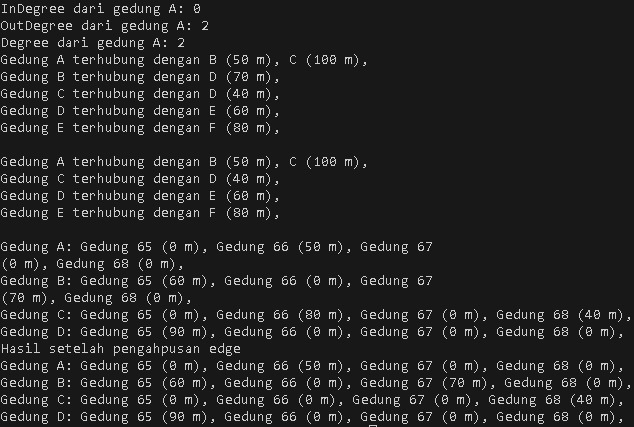 InDegree dari gedung A: 0
OutDegree dari gedung A: 2
Degree dari gedung A: 2
Gedung A terhubung dengan B (50 m), C (100 m),
Gedung B terhubung dengan D (70 m),
Gedung C terhubung dengan D (40 m),
Gedung D terhubung dengan E (60 m),
Gedung E terhubung dengan F (80 m),

Gedung A terhubung dengan B (50 m), C (100 m),
Gedung C terhubung dengan D (40 m),
Gedung D terhubung dengan E (60 m),
Gedung E terhubung dengan F (80 m),

Gedung A: Gedung 65 (0 m), Gedung 66 (50 m), Gedung 67
(0 m), Gedung 68 (0 m),
Gedung B: Gedung 65 (60 m), Gedung 66 (0 m), Gedung 67
(70 m), Gedung 68 (0 m),
Gedung C: Gedung 65 (0 m), Gedung 66 (80 m), Gedung 67 (0 m), Gedung 68 (40 m),
Gedung D: Gedung 65 (90 m), Gedung 66 (0 m), Gedung 67 (0 m), Gedung 68 (0 m),
Hasil setelah pengahpusan edge
Gedung A: Gedung 65 (0 m), Gedung 66 (50 m), Gedung 67 (0 m), Gedung 68 (0 m),
Gedung B: Gedung 65 (60 m), Gedung 66 (0 m), Gedung 67 (70 m), Gedung 68 (0 m),
Gedung C: Gedung 65 (0 m), Gedung 66 (0 m), Gedung 67 (0 m), Gedung 68 (40 m),
Gedung D: Gedung 65 (90 m), Gedung 66 (0 m), Gedung 67 (0 m), Gedung 68 (0 m),